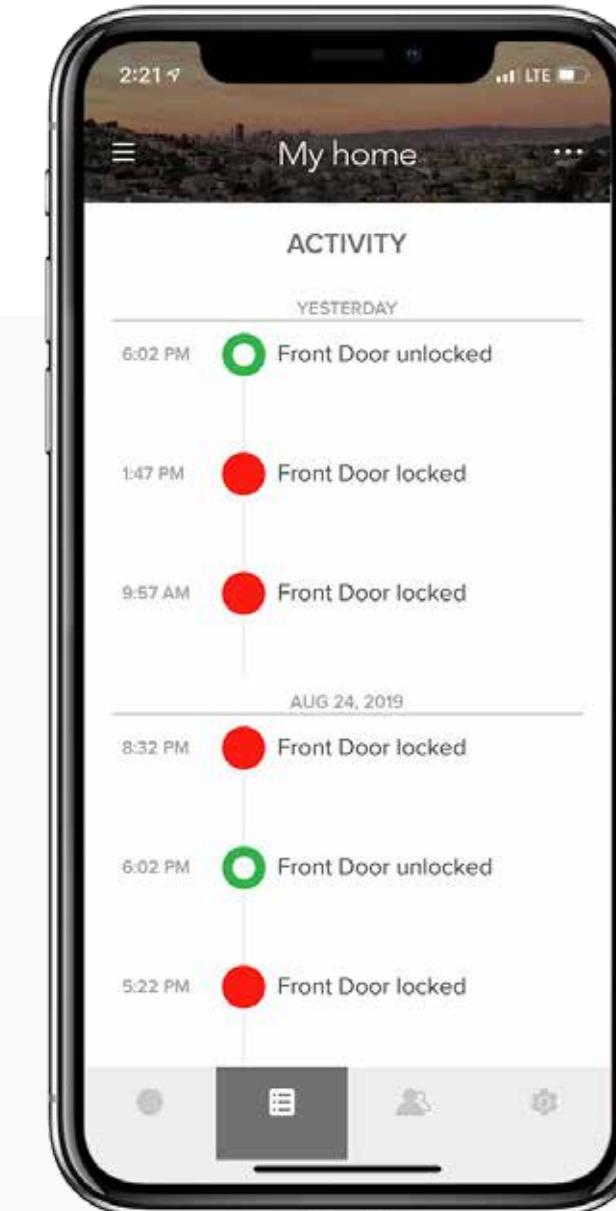 2:21 LTE
My home
ACTIVITY
YESTERDAY
6:02 PM Front Door unlocked
1:47 PM Front Door locked
9:57 AM Front Door locked
AUG 24, 2019
8:32 PM Front Door locked
6:02 PM Front Door unlocked
5:22 PM Front Door locked